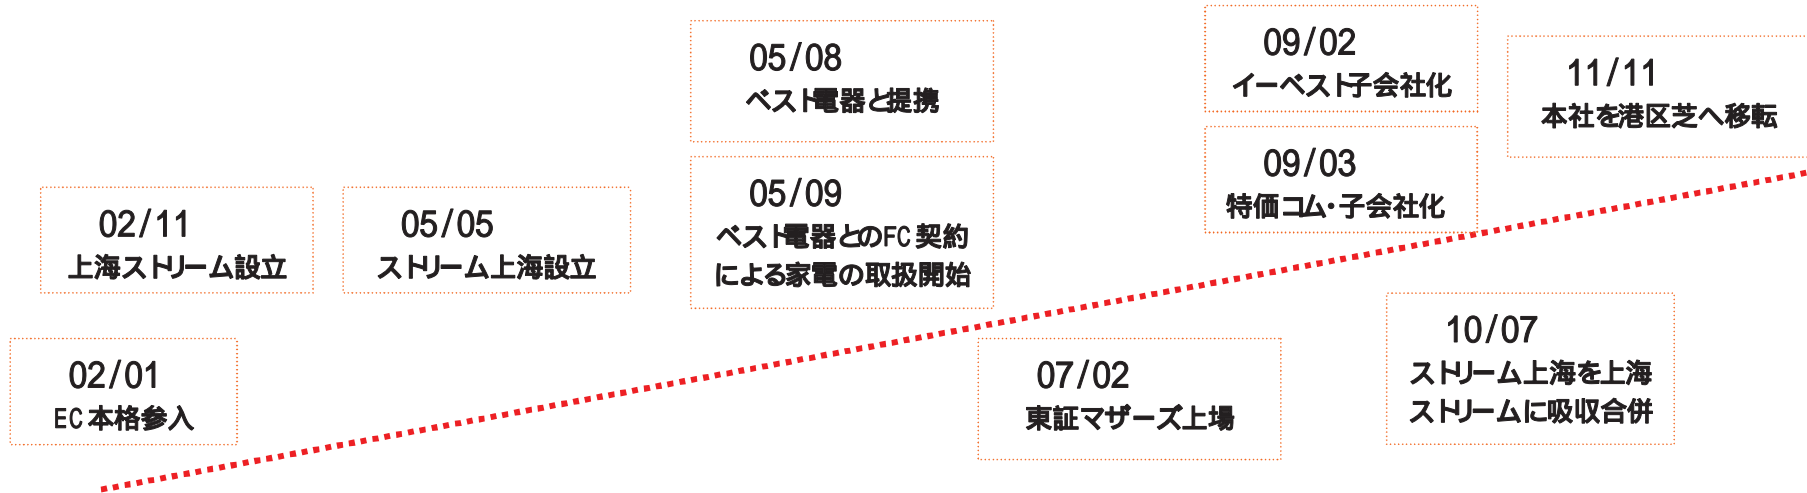 02/01
EC本格参入
02/11
上海ストリーム設立
05/05
ストリーム上海設立
05/08
ベスト電器と提携
05/09
ベスト電器とのFC契約
による家電の取扱開始
07/02
東証マザーズ上場
09/02
イーベスト子会社化
09/03
特価コム・子会社化
10/07
ストリーム上海を上海
ストリームに吸収合併
11/11
本社を港区芝へ移転